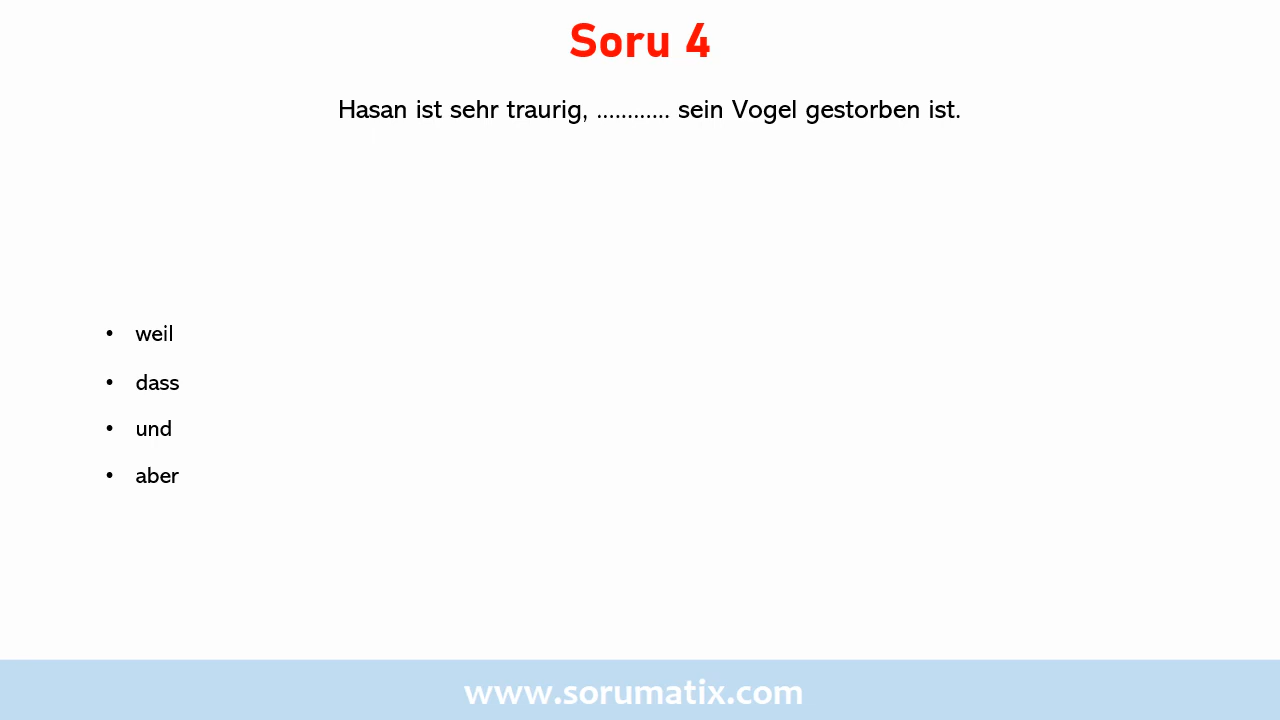 Soru 4
Hasan ist sehr traurig, ............ sein Vogel gestorben ist.
• weil
• dass
• und
• aber
www.sorumatix.com